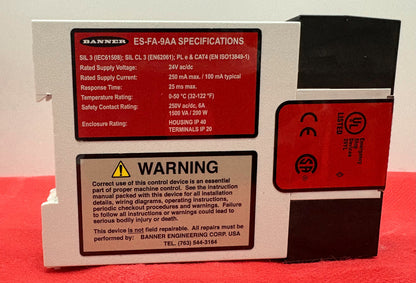 BANNER ES-FA-9AA SPECIFICATIONS
SIL 3 (IEC61508); SIL CL 3 (EN62061); PL e & CAT4 (EN ISO13849-1)
Rated Supply Voltage: 24V ac/dc
Rated Supply Current: 250 mA max. / 100 mA typical
Response Time: 25 ms max.
Temperature Rating: 0-50 °C (32-122 °F)
Safety Contact Rating: 250V ac/dc, 6A
1500 VA / 200 W
Enclosure Rating: HOUSING IP 40
TERMINALS IP 20
WARNING
Correct use of this control device is an essential
part of proper machine control. See the instruction
manual packed with this device for all installation
details, wiring diagrams, operating instructions,
periodic checkout procedures and warnings. Failure
to follow all instructions or warnings could lead to
serious bodily injury or death.
This device is not field repairable. All repairs must be
performed by: BANNER ENGINEERING CORP. USA
TEL. (763) 544-3164
UL
LISTED
Emergency
Stop
Devices